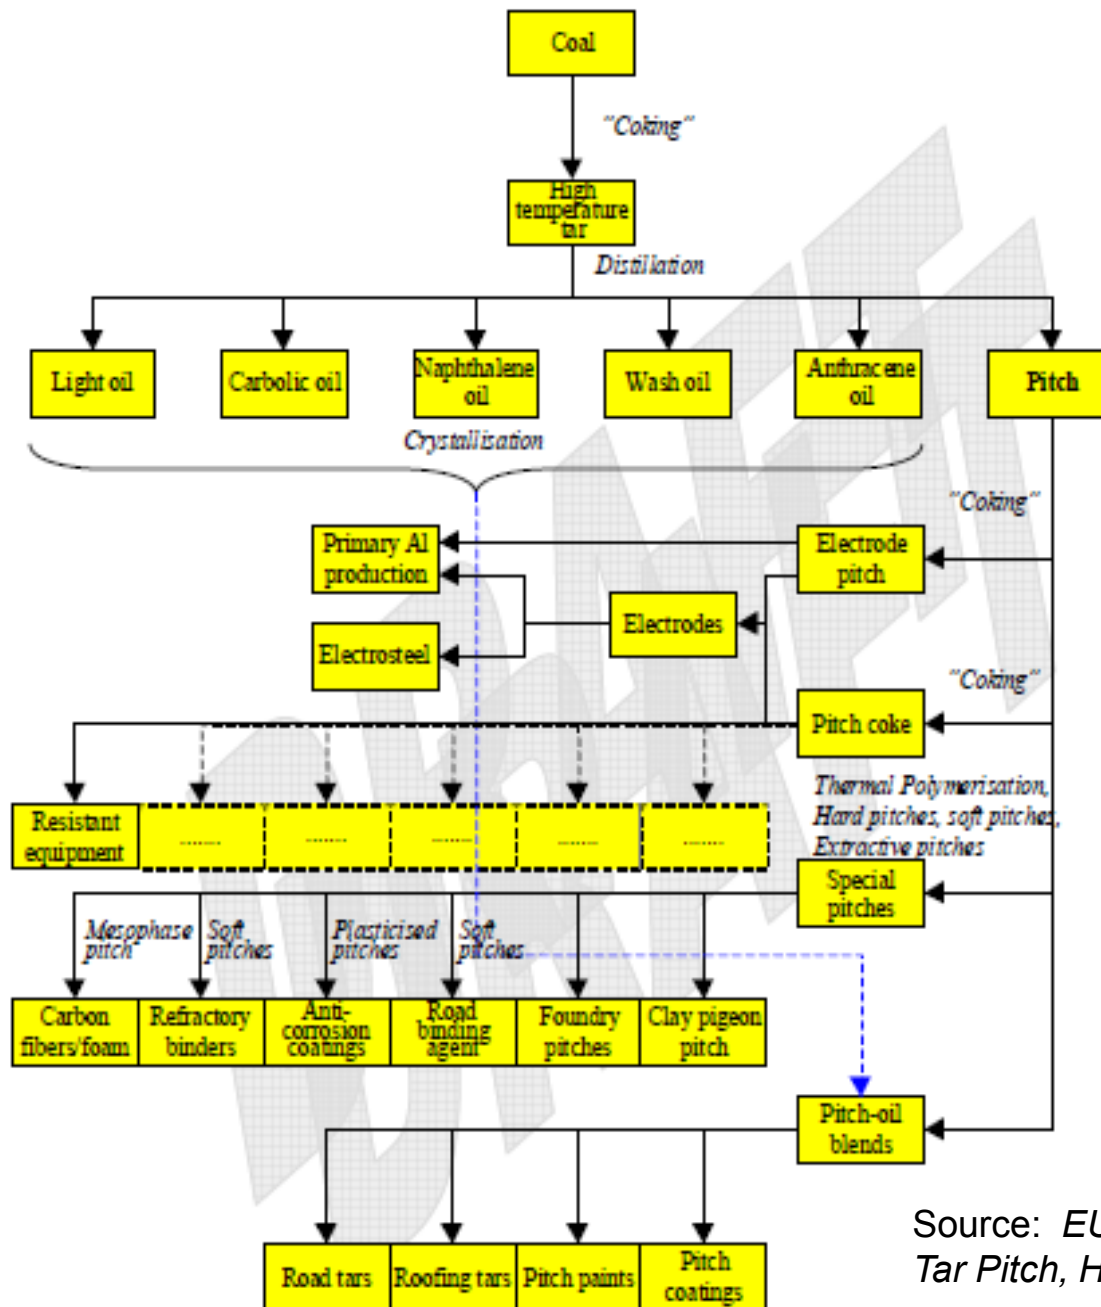 Coal
"Coking"
High
temperature
tar
Distillation
Light oil
Carbolic oil
Naphthalene
oil
Wash oil
Anthracene
oil
Pitch
Crystallisation
"Coking"
Primary Al
production
Electrode
pitch
Electrodes
Electrosteel
"Coking"
Pitch coke
Thermal Polymerisation,
Hard pitches, soft pitches,
Extractive pitches
Resistant
equipment
.......
.......
.......
.......
.......
Special
pitches
Mesophase
pitch
Soft
pitches
Plasticised
pitches
Soft
pitches
Carbon
fibers/foam
Refractory
binders
Anti-
corrosion
coatings
Road
binding
agent
Foundry
pitches
Clay pigeon
pitch
Pitch-oil
blends
Road tars
Roofing tars
Pitch paints
Pitch
coatings
Source: EU
Tar Pitch, H
DRAFT